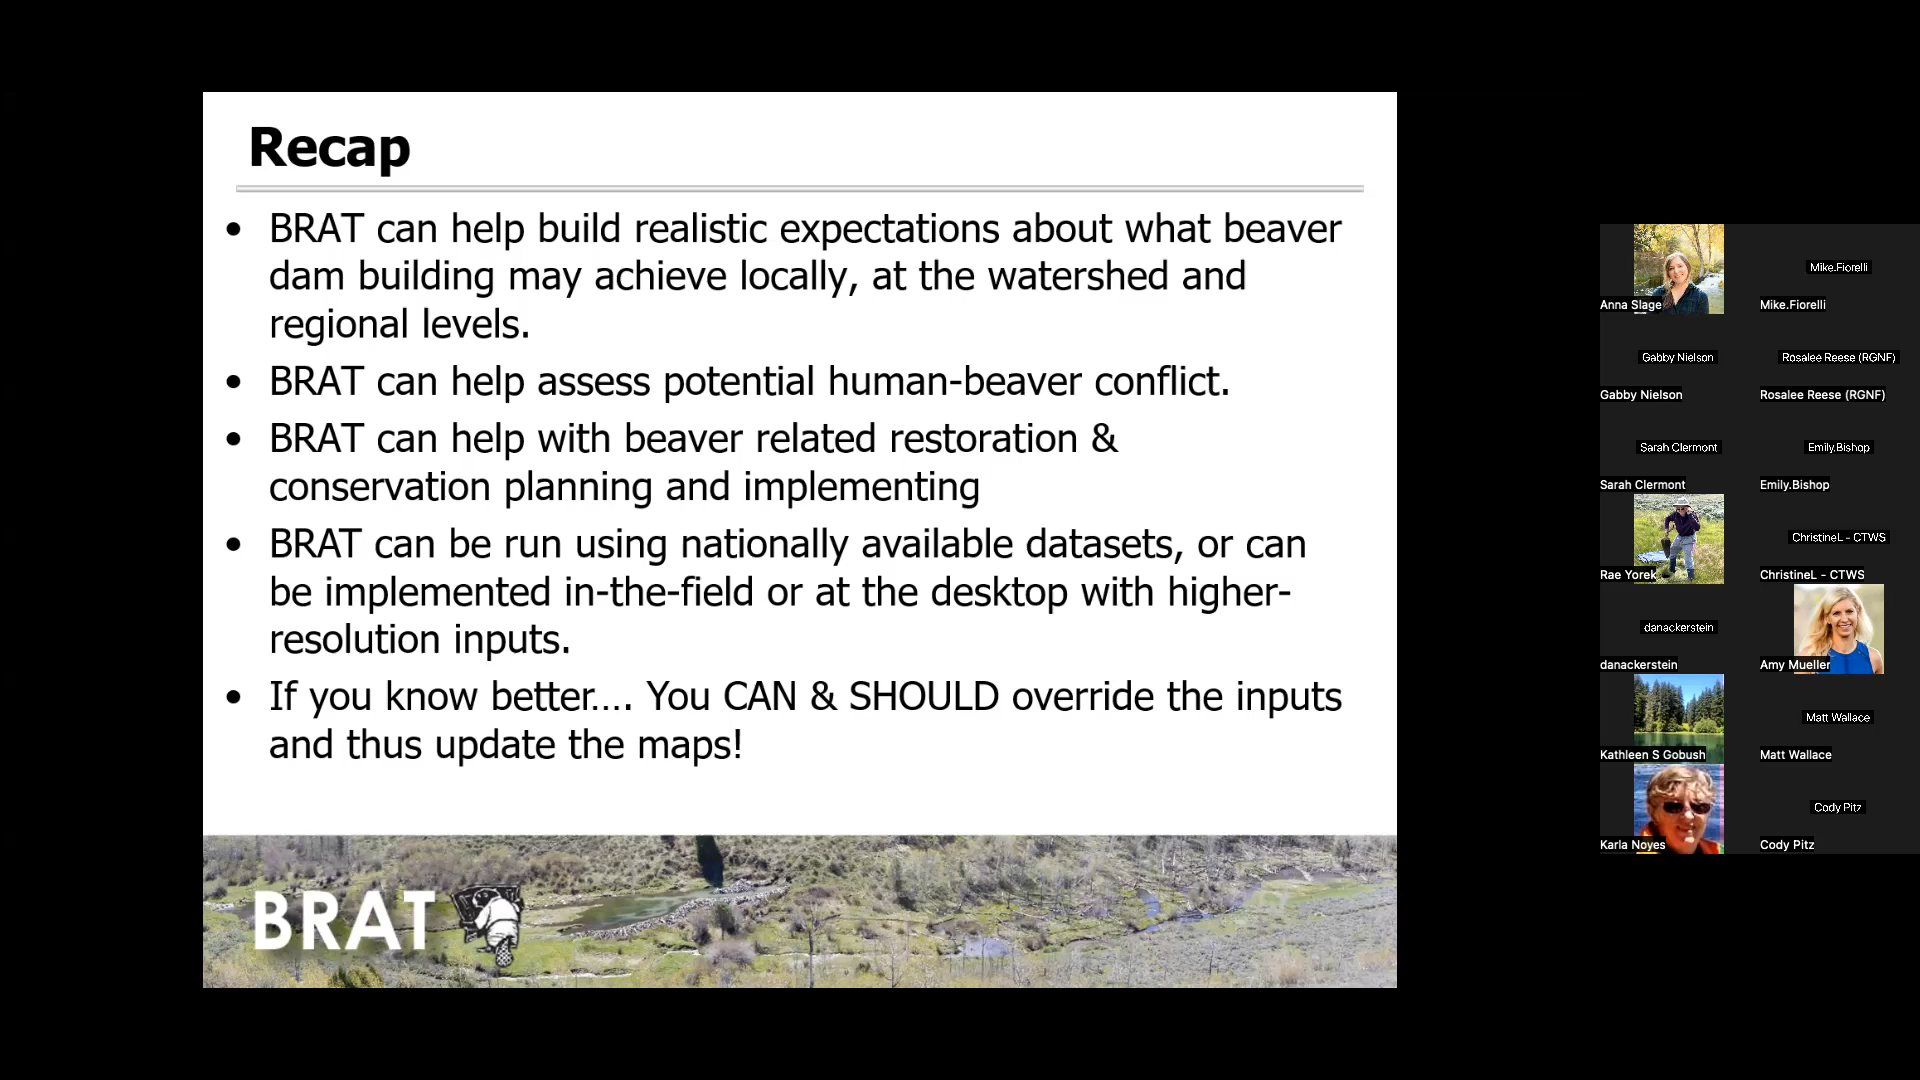 Recap
• BRAT can help build realistic expectations about what beaver
dam building may achieve locally, at the watershed and
regional levels.
• BRAT can help assess potential human-beaver conflict.
• BRAT can help with beaver related restoration &
conservation planning and implementing
• BRAT can be run using nationally available datasets, or can
be implemented in-the-field or at the desktop with higher-
resolution inputs.
• If you know better.... You CAN & SHOULD override the inputs
and thus update the maps!
BRAT
Anna Slage
Mike.Fiorelli
Mike.Fiorelli
Gabby Nielson
Gabby Nielson
Rosalee Reese (RGNF)
Rosalee Reese (RGNF)
Sarah Clermont
Sarah Clermont
Emily.Bishop
Emily.Bishop
Rae Yorek
ChristineL - CTWS
ChristineL - CTWS
danackerstein
danackerstein
Amy Mueller
Kathleen S Gobush
Matt Wallace
Matt Wallace
Karla Noyes
Cody Pitz
Cody Pitz